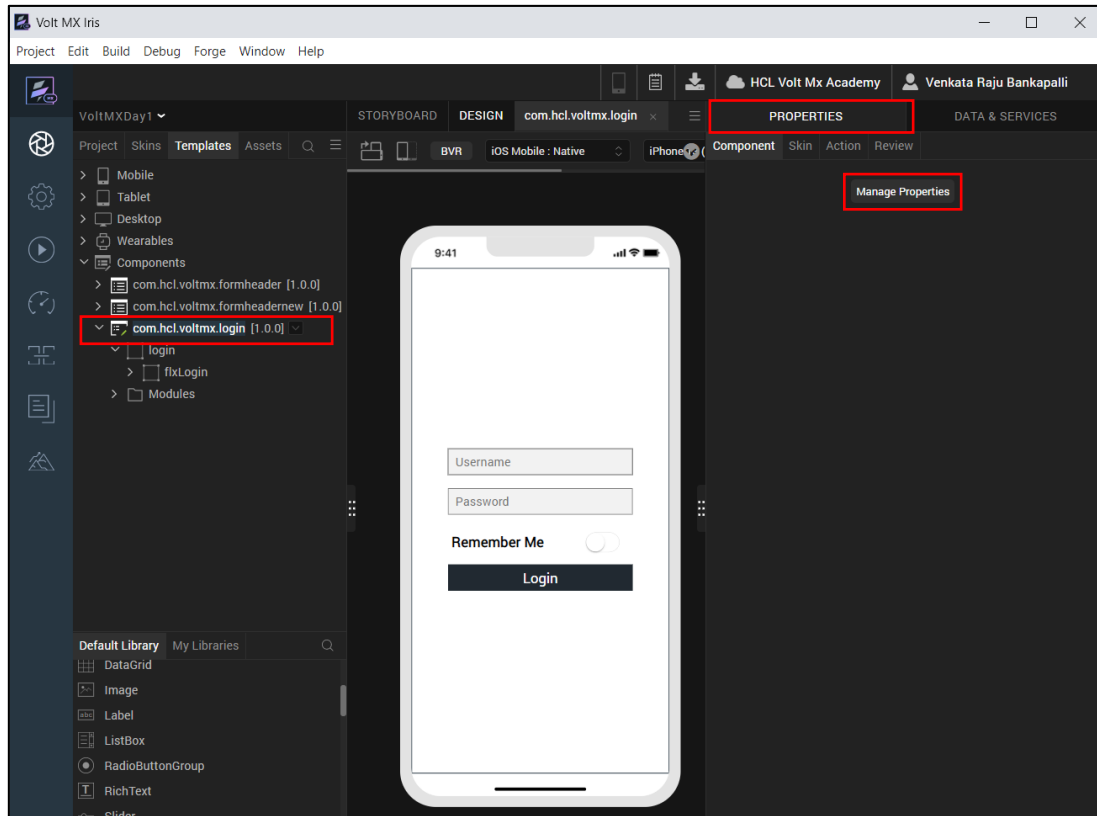 Volt MX Iris
Project Edit Build Debug Forge Window Help
HCL Volt Mx Academy Venkata Raju Bankapalli
VoltMXDay1 STORYBOARD DESIGN com.hcl.voltmx.login × PROPERTIES DATA & SERVICES
Project Skins Templates Assets BVR iOS Mobile : Native iPhone Component Skin Action Review
Mobile
Manage Properties
Tablet
Desktop
Wearables
9:41
Components
com.hcl.voltmx.formheader [1.0.0]
com.hcl.voltmx.formheadernew [1.0.0]
com.hcl.voltmx.login [1.0.0]
login
flxLogin
Modules
Username
Password
Remember Me
Login
Default Library My Libraries
DataGrid
Image
abc Label
ListBox
RadioButtonGroup
T RichText
Slider